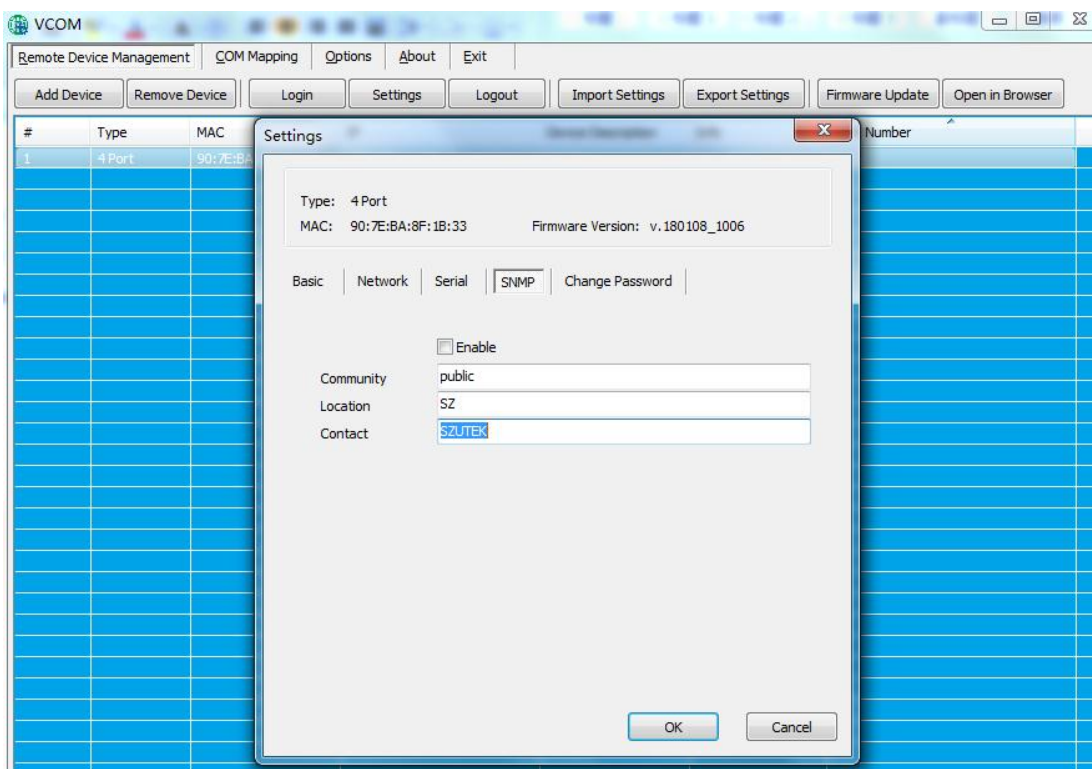 VCOM
Remote Device Management COM Mapping Options About Exit
Add Device Remove Device Login Settings Logout Import Settings Export Settings Firmware Update Open in Browser
# Type MAC Number
1 4 Port 90:7E:BA
Settings
Type: 4 Port
MAC: 90:7E:BA:8F:1B:33 Firmware Version: v.180108_1006
Basic Network Serial SNMP Change Password
Enable
Community public
Location SZ
Contact SZUTEK
OK Cancel